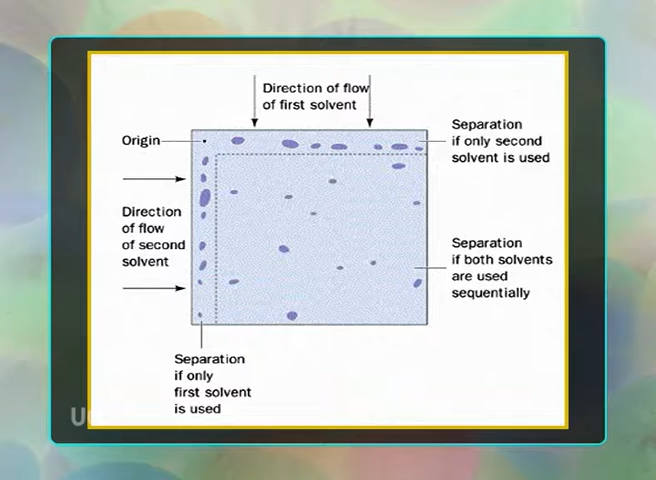 Direction of flow
of first solvent
Origin
Separation
if only second
solvent is used
Direction
of flow
of second
solvent
Separation
if both solvents
are used
sequentially
Separation
if only
first solvent
is used